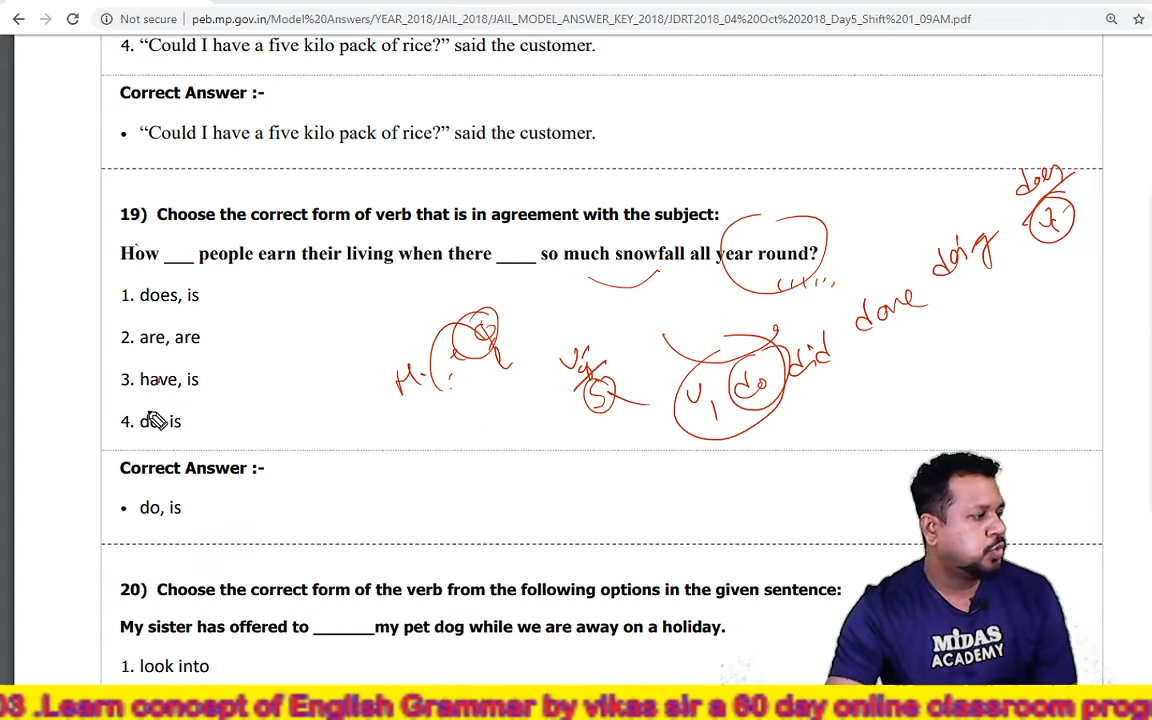 Not secure | peb.mp.gov.in/Model%20Answers/YEAR_2018/JAIL_2018/JAIL_MODEL_ANSWER_KEY_2018/JDRT2018_04%20Oct%202018_Day5_Shift%201_09AM.pdf
4. “Could I have a five kilo pack of rice?” said the customer.
Correct Answer :-
• “Could I have a five kilo pack of rice?” said the customer.
does
19) Choose the correct form of verb that is in agreement with the subject:
How ___ people earn their living when there ____ so much snowfall all year round?
doing
1. does, is
done
2. are, are
did
3. have, is
V1 do
4. do is
Correct Answer :-
• do, is
20) Choose the correct form of the verb from the following options in the given sentence:
My sister has offered to ______my pet dog while we are away on a holiday.
MIDAS
ACADEMY
1. look into
08 .Learn concept of English Grammar by vikas sir a 60 day online classroom prog